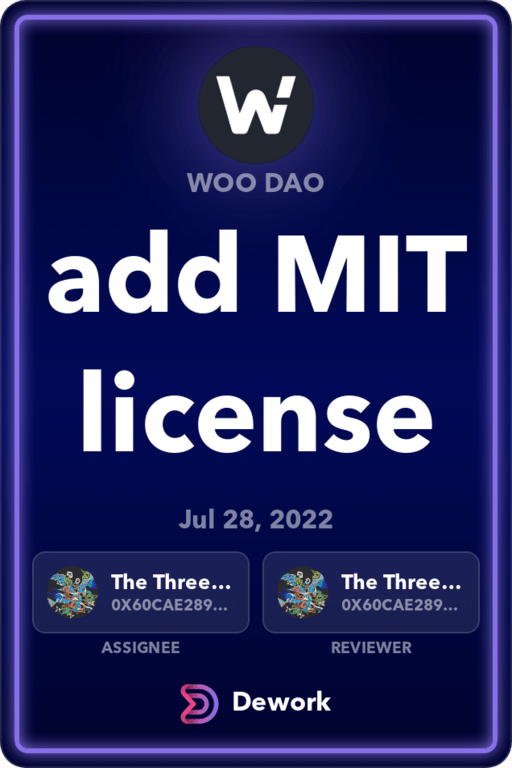 WOO DAO
add MIT
license
Jul 28, 2022
The Three...
0X60CAE289...
ASSIGNEE
The Three...
0X60CAE289...
REVIEWER
Dework